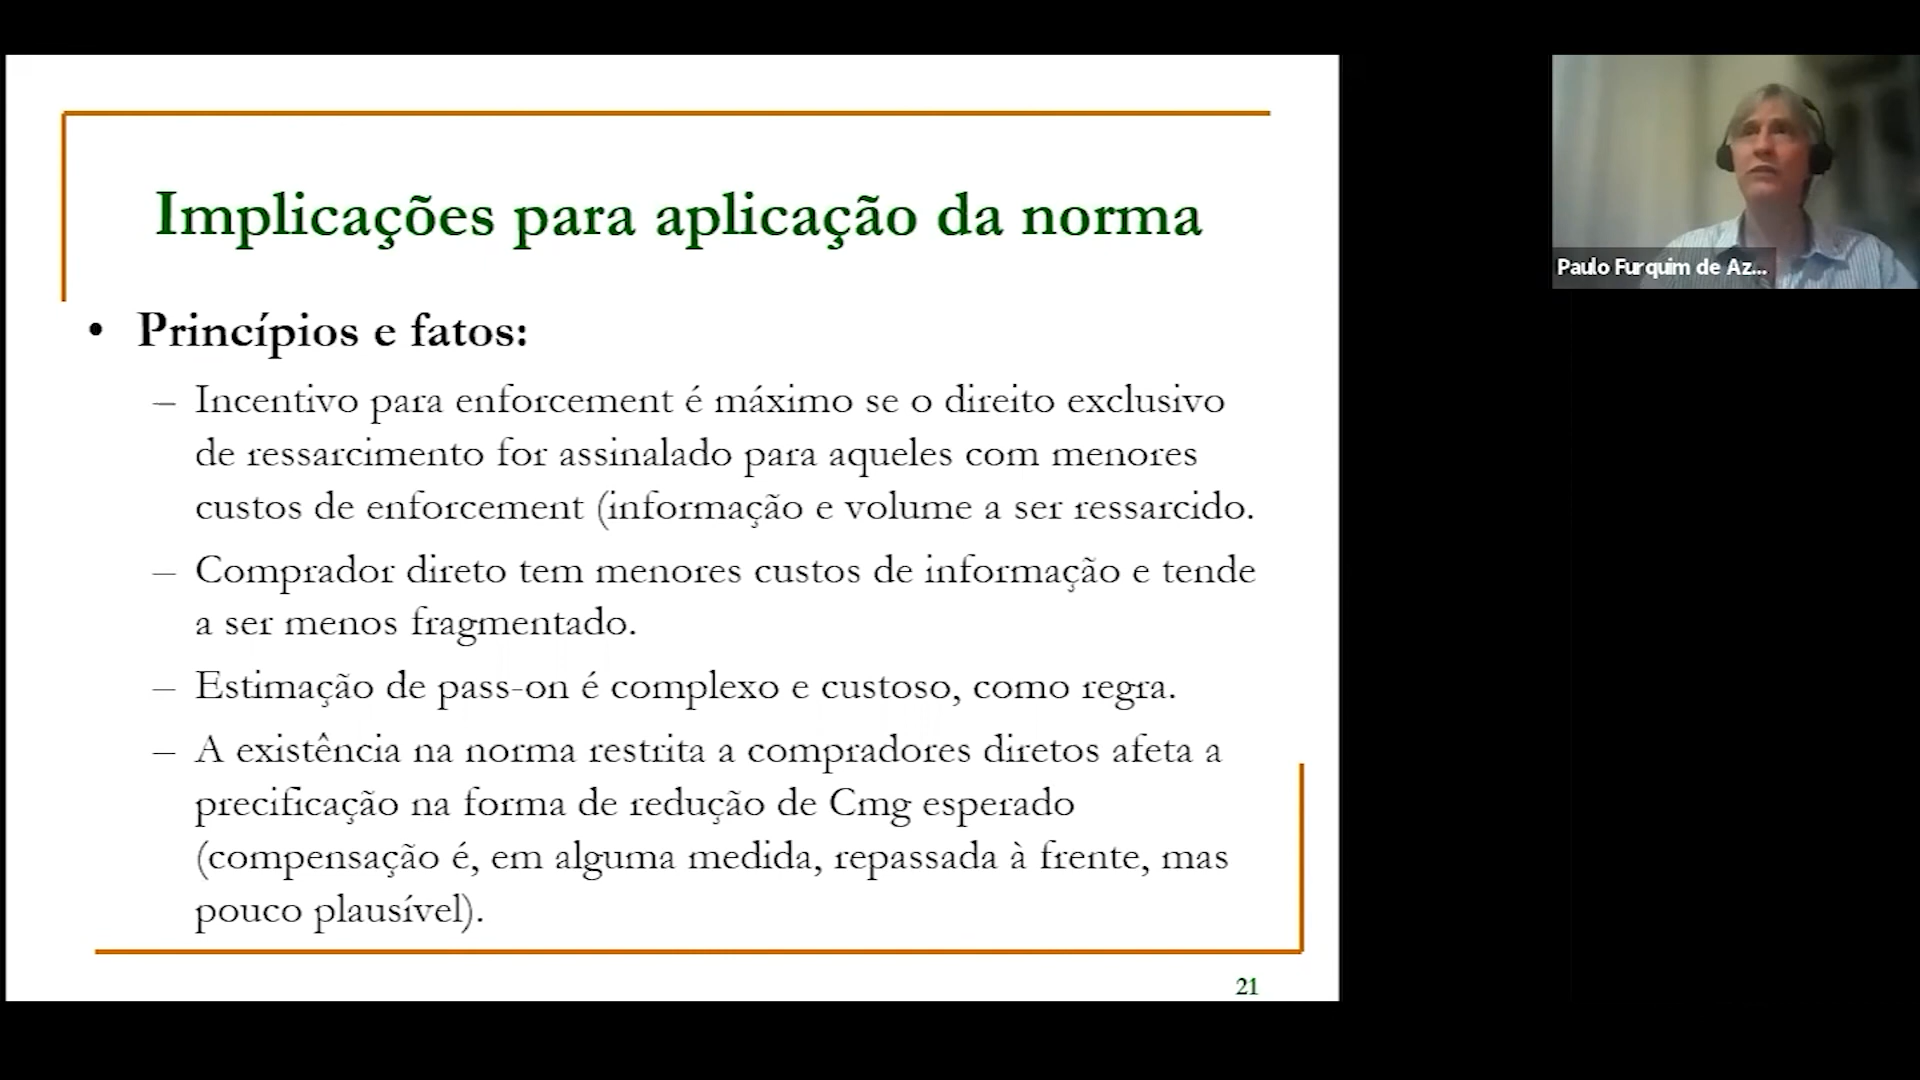 Implicações para aplicação da norma
• Princípios e fatos:
– Incentivo para enforcement é máximo se o direito exclusivo
de ressarcimento for assinalado para aqueles com menores
custos de enforcement (informação e volume a ser ressarcido.
– Comprador direto tem menores custos de informação e tende
a ser menos fragmentado.
– Estimação de pass-on é complexo e custoso, como regra.
– A existência na norma restrita a compradores diretos afeta a
precificação na forma de redução de Cmg esperado
(compensação é, em alguma medida, repassada à frente, mas
pouco plausível).
21
Paulo Furquim de Az...